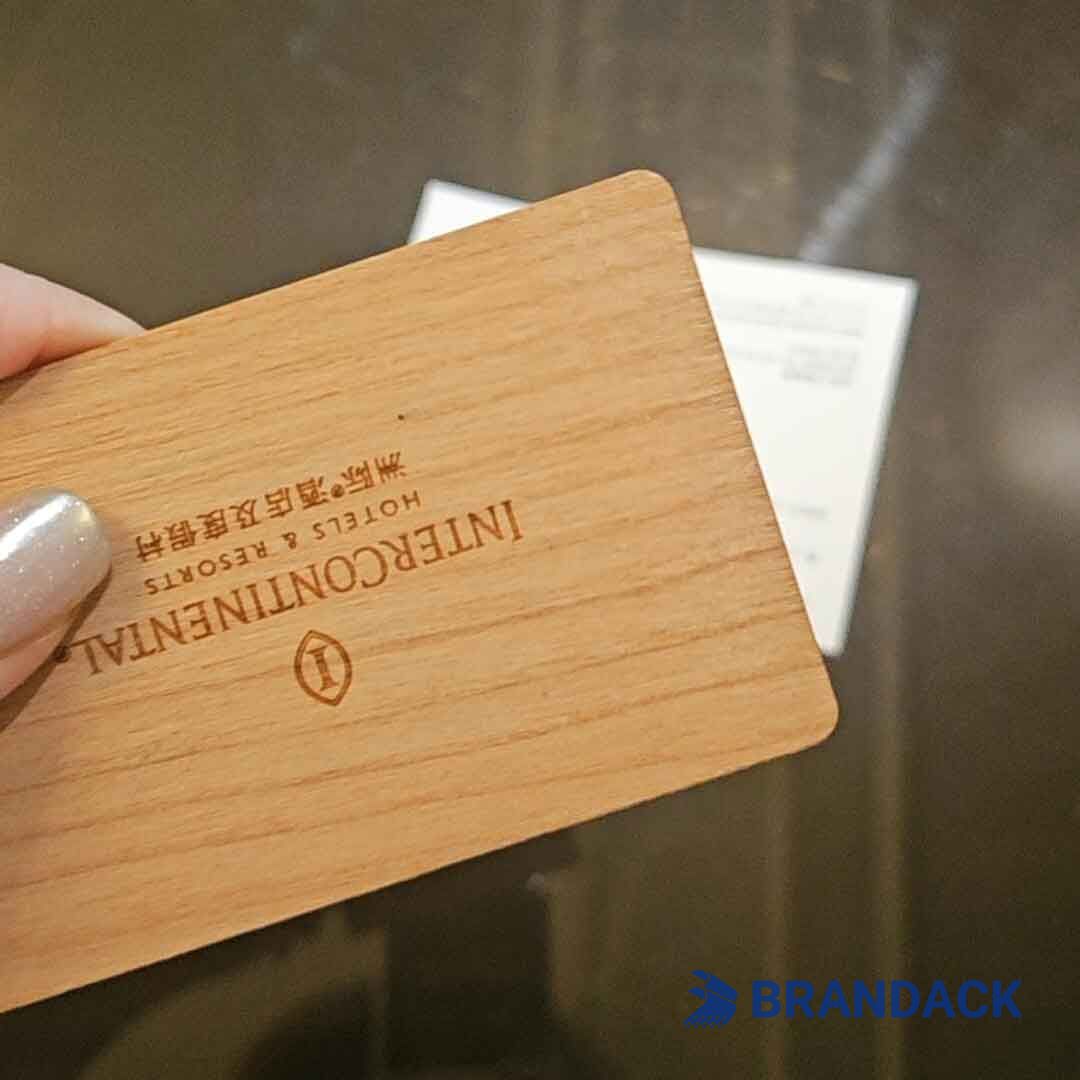 I
INTERCONTINENTAL®
HOTELS & RESORTS
洲际®酒店及度假村
BRANDACK